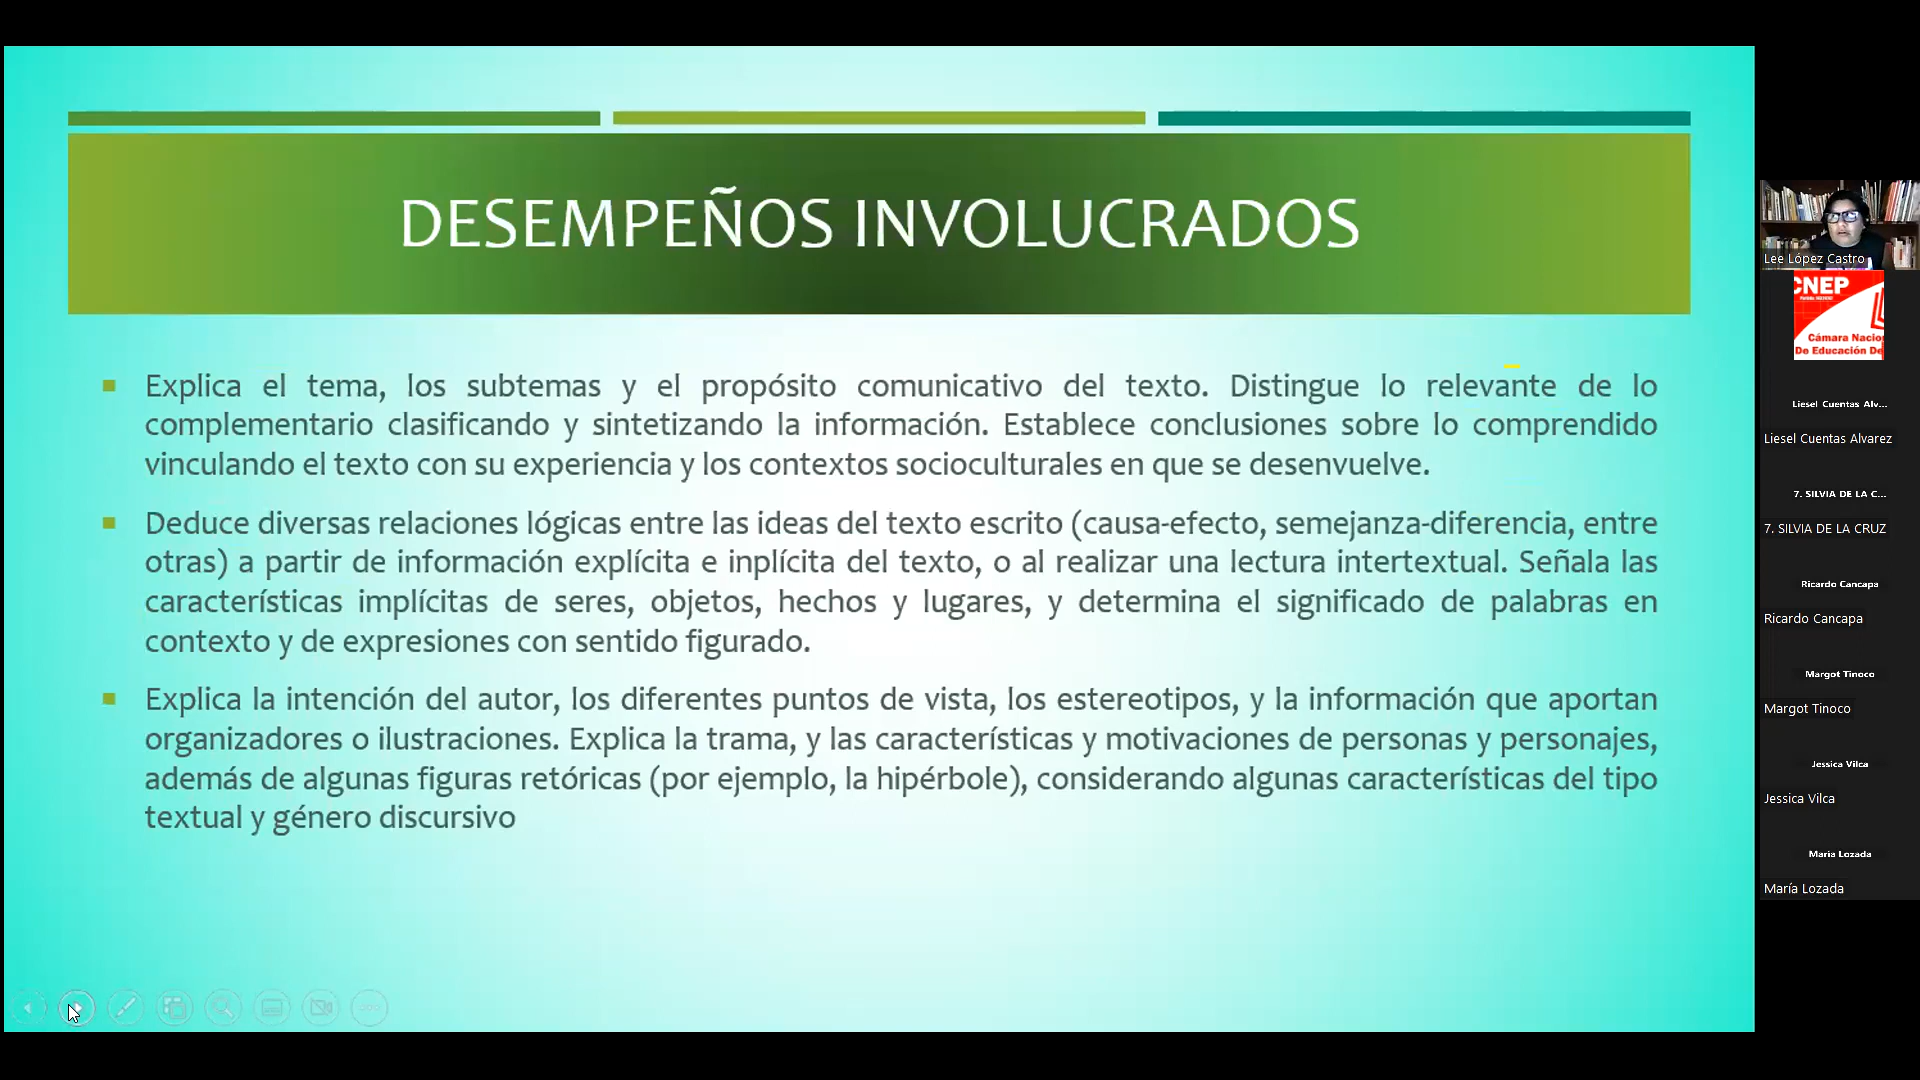 DESEMPEÑOS INVOLUCRADOS
Explica el tema, los subtemas y el propósito comunicativo del texto. Distingue lo relevante de lo
complementario clasificando y sintetizando la información. Establece conclusiones sobre lo comprendido
vinculando el texto con su experiencia y los contextos socioculturales en que se desenvuelve.
Deduce diversas relaciones lógicas entre las ideas del texto escrito (causa-efecto, semejanza-diferencia, entre
otras) a partir de información explícita e inplícita del texto, o al realizar una lectura intertextual. Señala las
características implícitas de seres, objetos, hechos y lugares, y determina el significado de palabras en
contexto y de expresiones con sentido figurado.
Explica la intención del autor, los diferentes puntos de vista, los estereotipos, y la información que aportan
organizadores o ilustraciones. Explica la trama, y las características y motivaciones de personas y personajes,
además de algunas figuras retóricas (por ejemplo, la hipérbole), considerando algunas características del tipo
textual y género discursivo
Lee López Castro
CNEP
Cámara Nacio
De Educación De
Liesel Cuentas Alv...
Liesel Cuentas Alvarez
7. SILVIA DE LA C...
7. SILVIA DE LA CRUZ
Ricardo Cancapa
Ricardo Cancapa
Margot Tinoco
Margot Tinoco
Jessica Vilca
Jessica Vilca
María Lozada
María Lozada